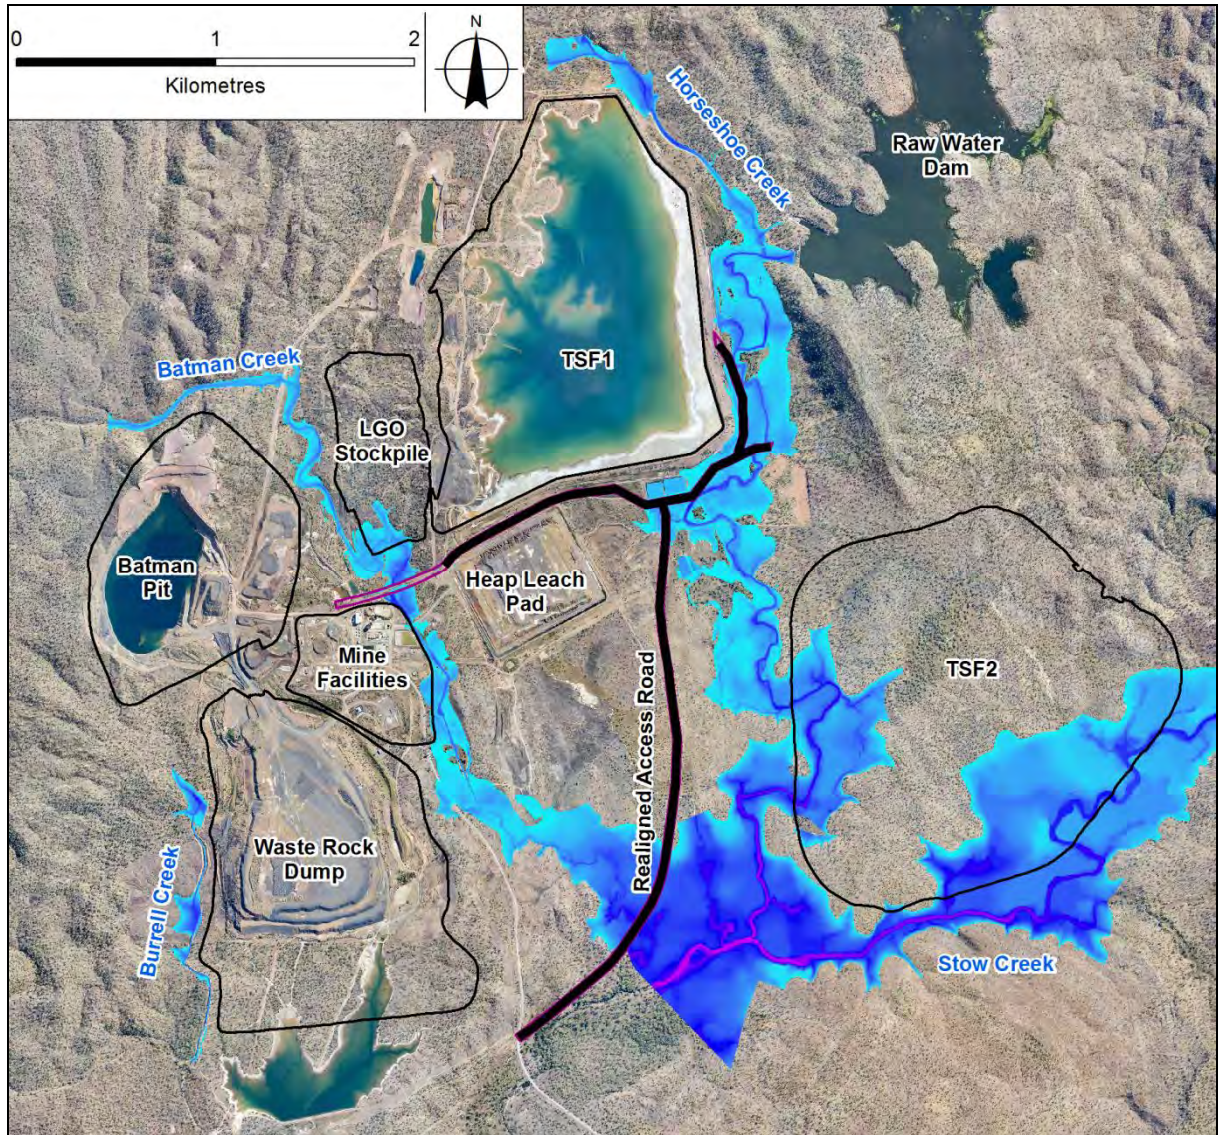 0 1 2
Kilometres
N
Horseshoe Creek
Raw Water
Dam
Batman Creek
TSF1
LGO
Stockpile
Batman
Pit
Heap Leach
Pad
Mine
Facilities
Realigned Access Road
TSF2
Waste Rock
Dump
Burrell Creek
Stow Creek